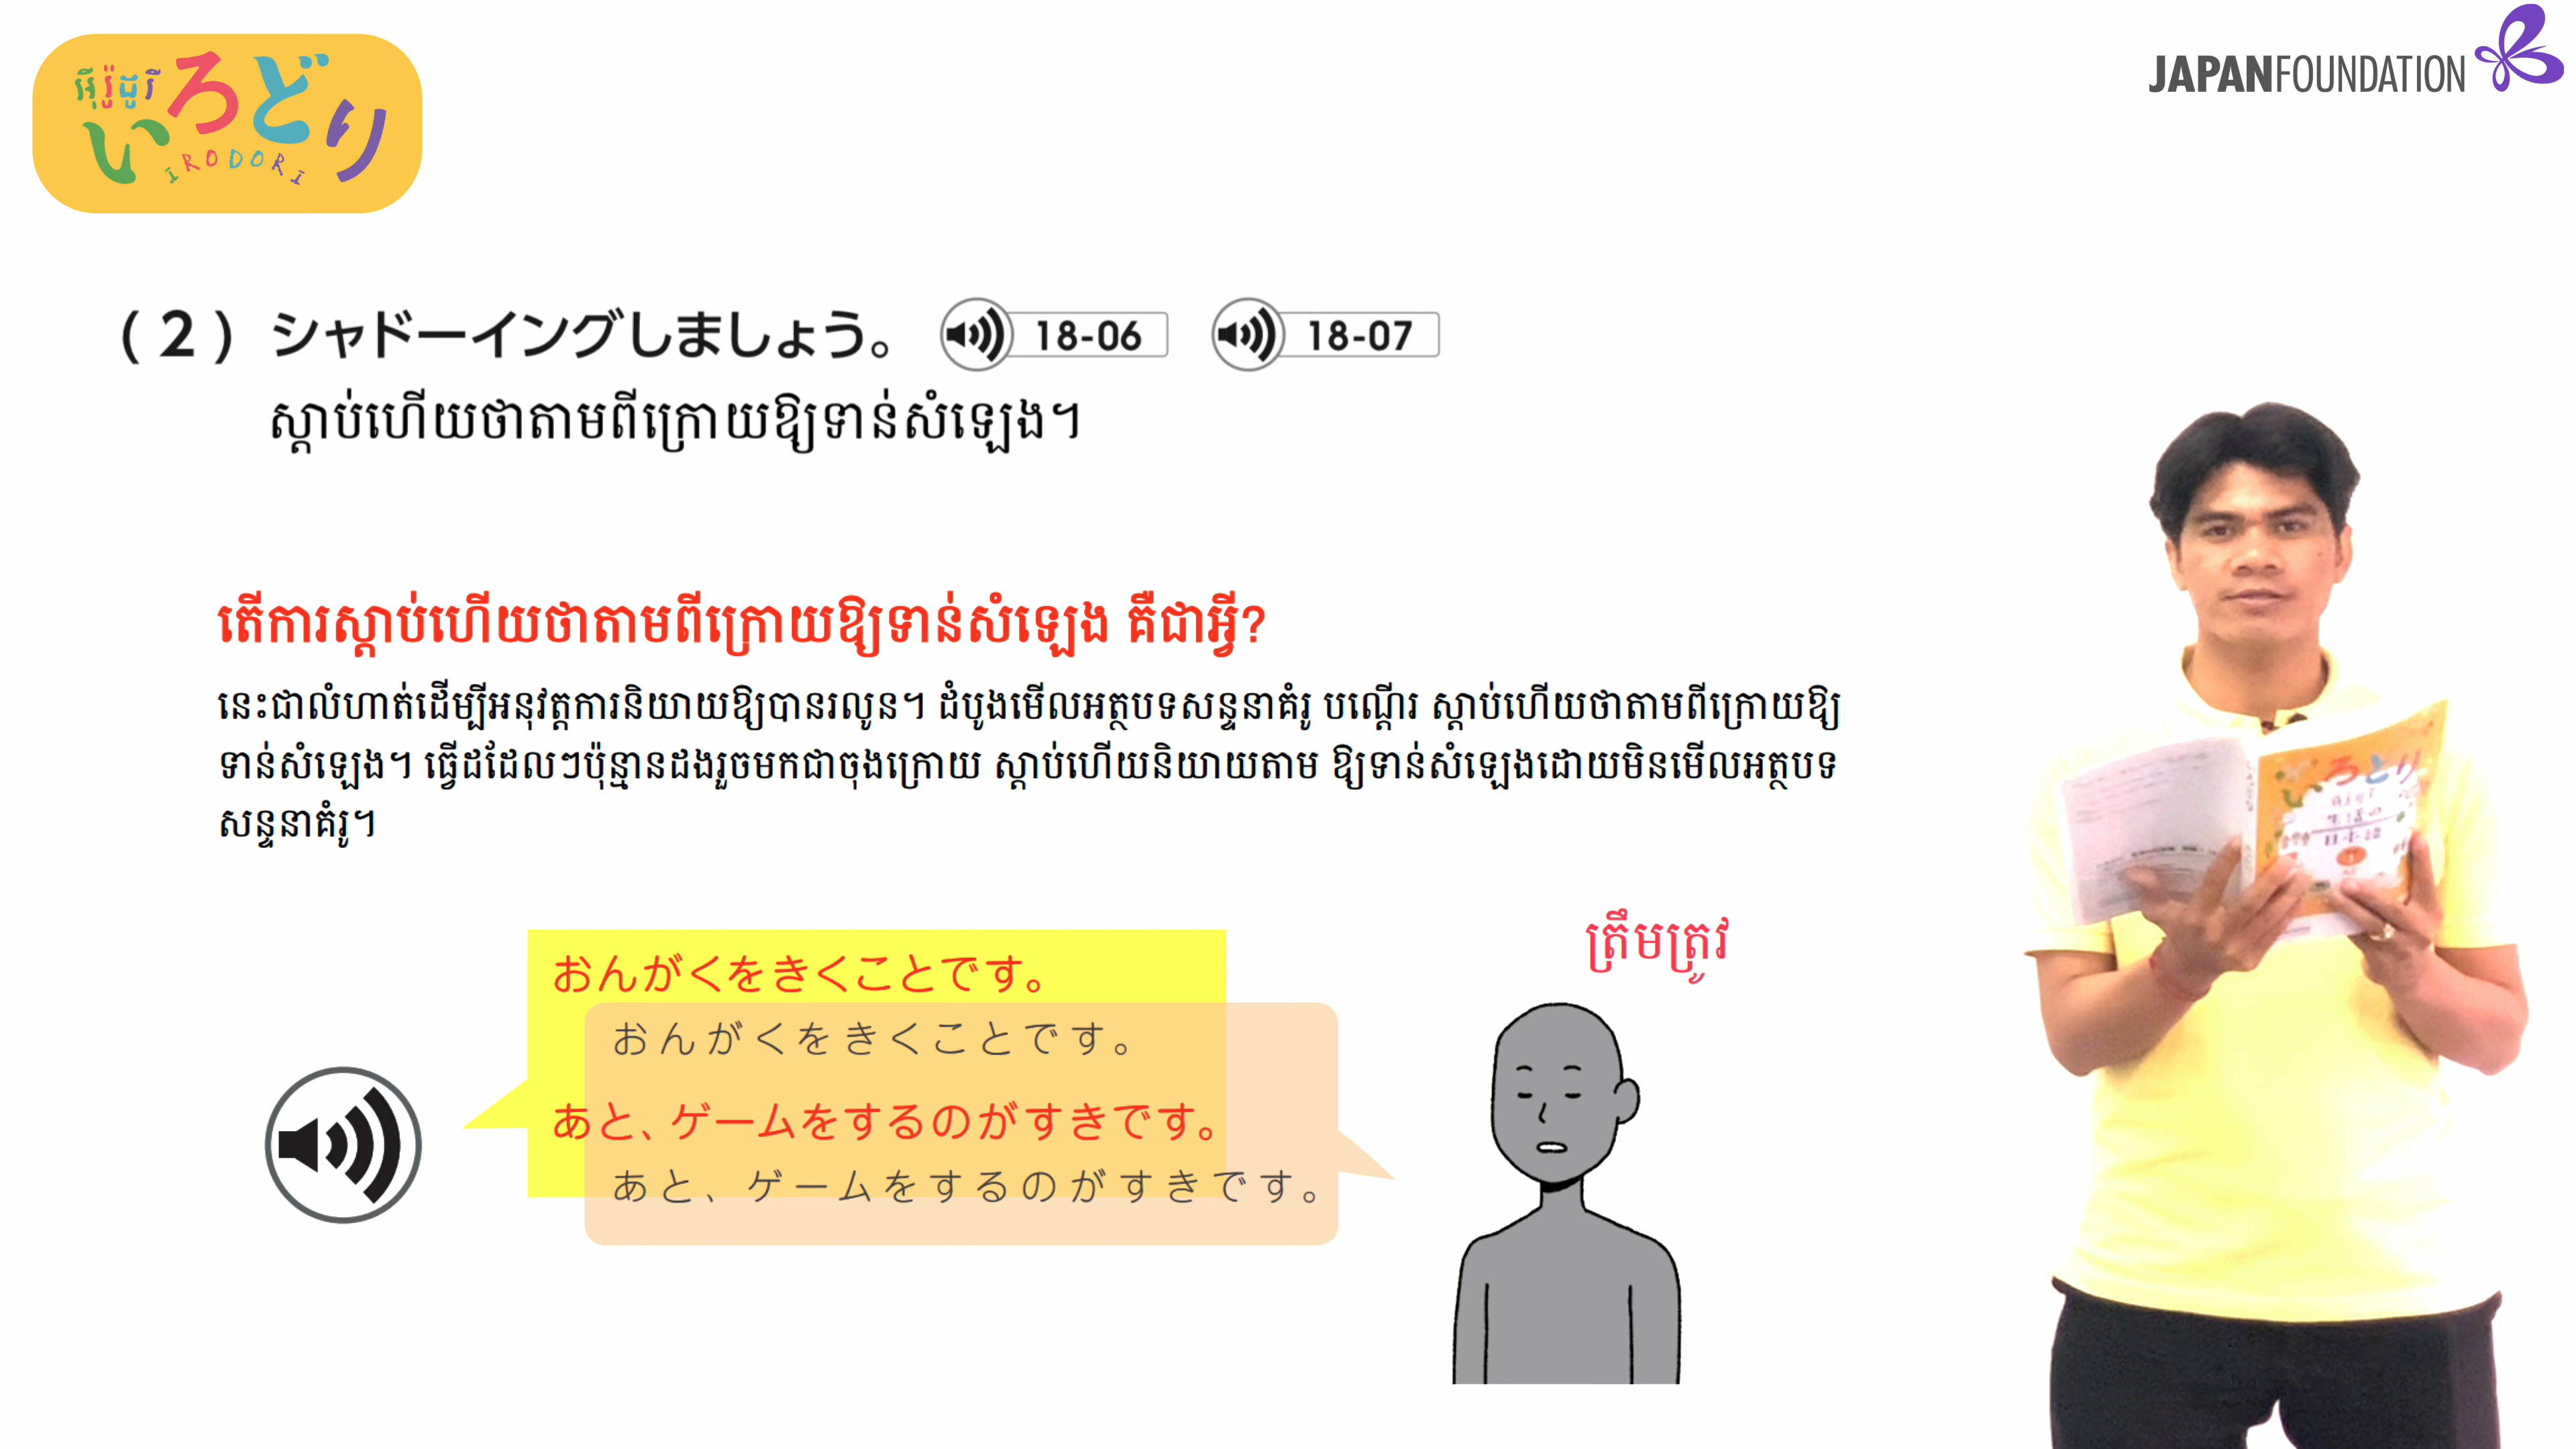 អ៊ីរ៉ូដូរី
いろどり
IRODORI
JAPANFOUNDATION
(2) シャドーイングしましょう。 18-06 18-07
ស្ដាប់ហើយថាតាមពីក្រោយឱ្យទាន់សំឡេង។
តើការស្ដាប់ហើយថាតាមពីក្រោយឱ្យទាន់សំឡេង គឺជាអ្វី?
នេះជាលំហាត់ដើម្បីអនុវត្តការនិយាយឱ្យបានរលូន។ ដំបូងមើលអត្ថបទសន្ទនាគំរូ បណ្ដើរ ស្ដាប់ហើយថាតាមពីក្រោយឱ្យ
ទាន់សំឡេង។ ធ្វើដដែលៗប៉ុន្មានដងរួចមកជាចុងក្រោយ ស្ដាប់ហើយនិយាយតាម ឱ្យទាន់សំឡេងដោយមិនមើលអត្ថបទ
សន្ទនាគំរូ។
ត្រឹមត្រូវ
おんがくをきくことです。
おんがくをきくことです。
あと、ゲームをするのがすきです。
あと、ゲームをするのがすきです。
いろどり